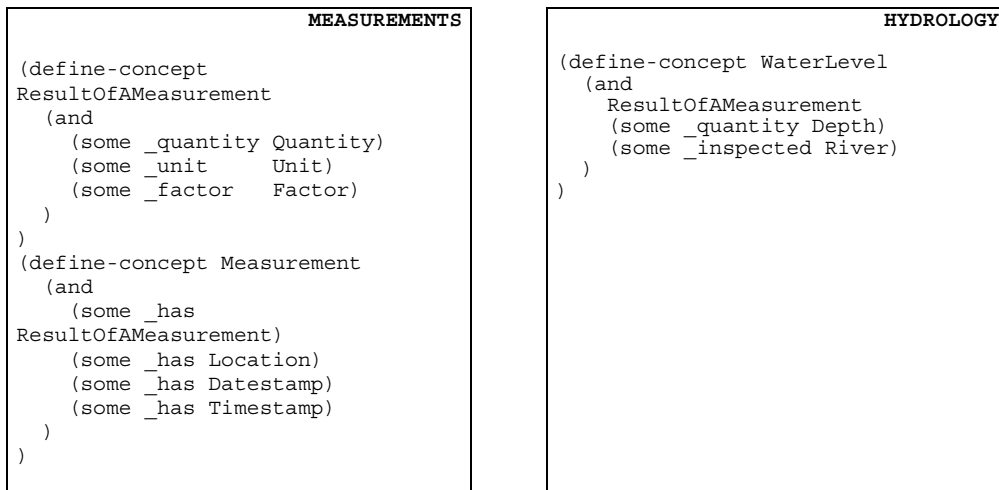 MEASUREMENTS
(define-concept
ResultOfAMeasurement
(and
(some _quantity Quantity)
(some _unit Unit)
(some _factor Factor)
)
)
(define-concept Measurement
(and
(some _has
ResultOfAMeasurement)
(some _has Location)
(some _has Datestamp)
(some _has Timestamp)
)
)
HYDROLOGY
(define-concept WaterLevel
(and
ResultOfAMeasurement
(some _quantity Depth)
(some _inspected River)
)
)